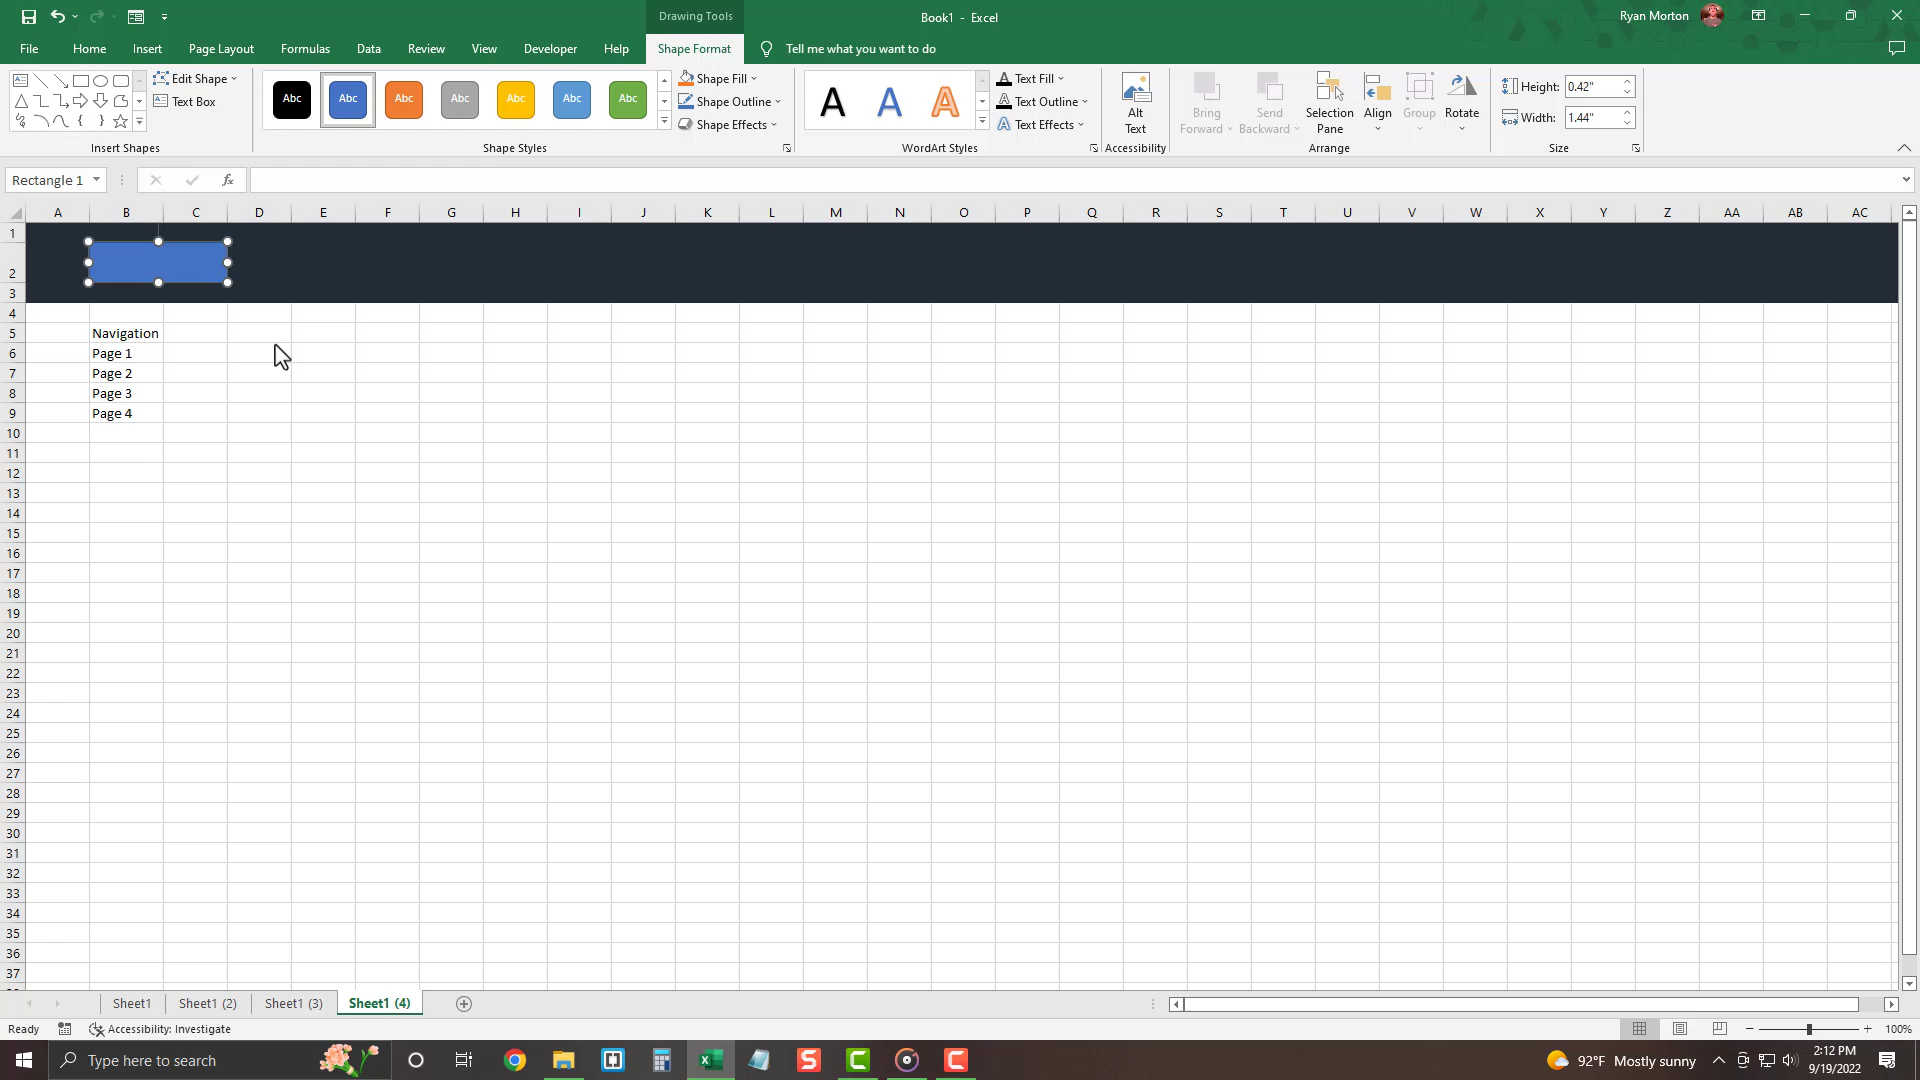 Drawing Tools
Book1 - Excel
Ryan Morton
File Home Insert Page Layout Formulas Data Review View Developer Help Shape Format Tell me what you want to do
Edit Shape
Text Box
Insert Shapes
Abc Abc Abc Abc Abc Abc Abc
Shape Fill
Shape Outline
Shape Effects
Shape Styles
A A A
Text Fill
Text Outline
Text Effects
WordArt Styles
Alt
Text
Accessibility
Bring
Forward
Send
Backward
Selection
Pane
Align
Group
Rotate
Arrange
Height: 0.42"
Width: 1.44"
Size
Rectangle 1
fx
A B C D E F G H I J K L M N O P Q R S T U V W X Y Z AA AB AC
1
2
3
4
5 Navigation
6 Page 1
7 Page 2
8 Page 3
9 Page 4
10
11
12
13
14
15
16
17
18
19
20
21
22
23
24
25
26
27
28
29
30
31
32
33
34
35
36
37
Sheet1 Sheet1 (2) Sheet1 (3) Sheet1 (4)
Ready Accessibility: Investigate 100%
Type here to search
92°F Mostly sunny
2:12 PM
9/19/2022